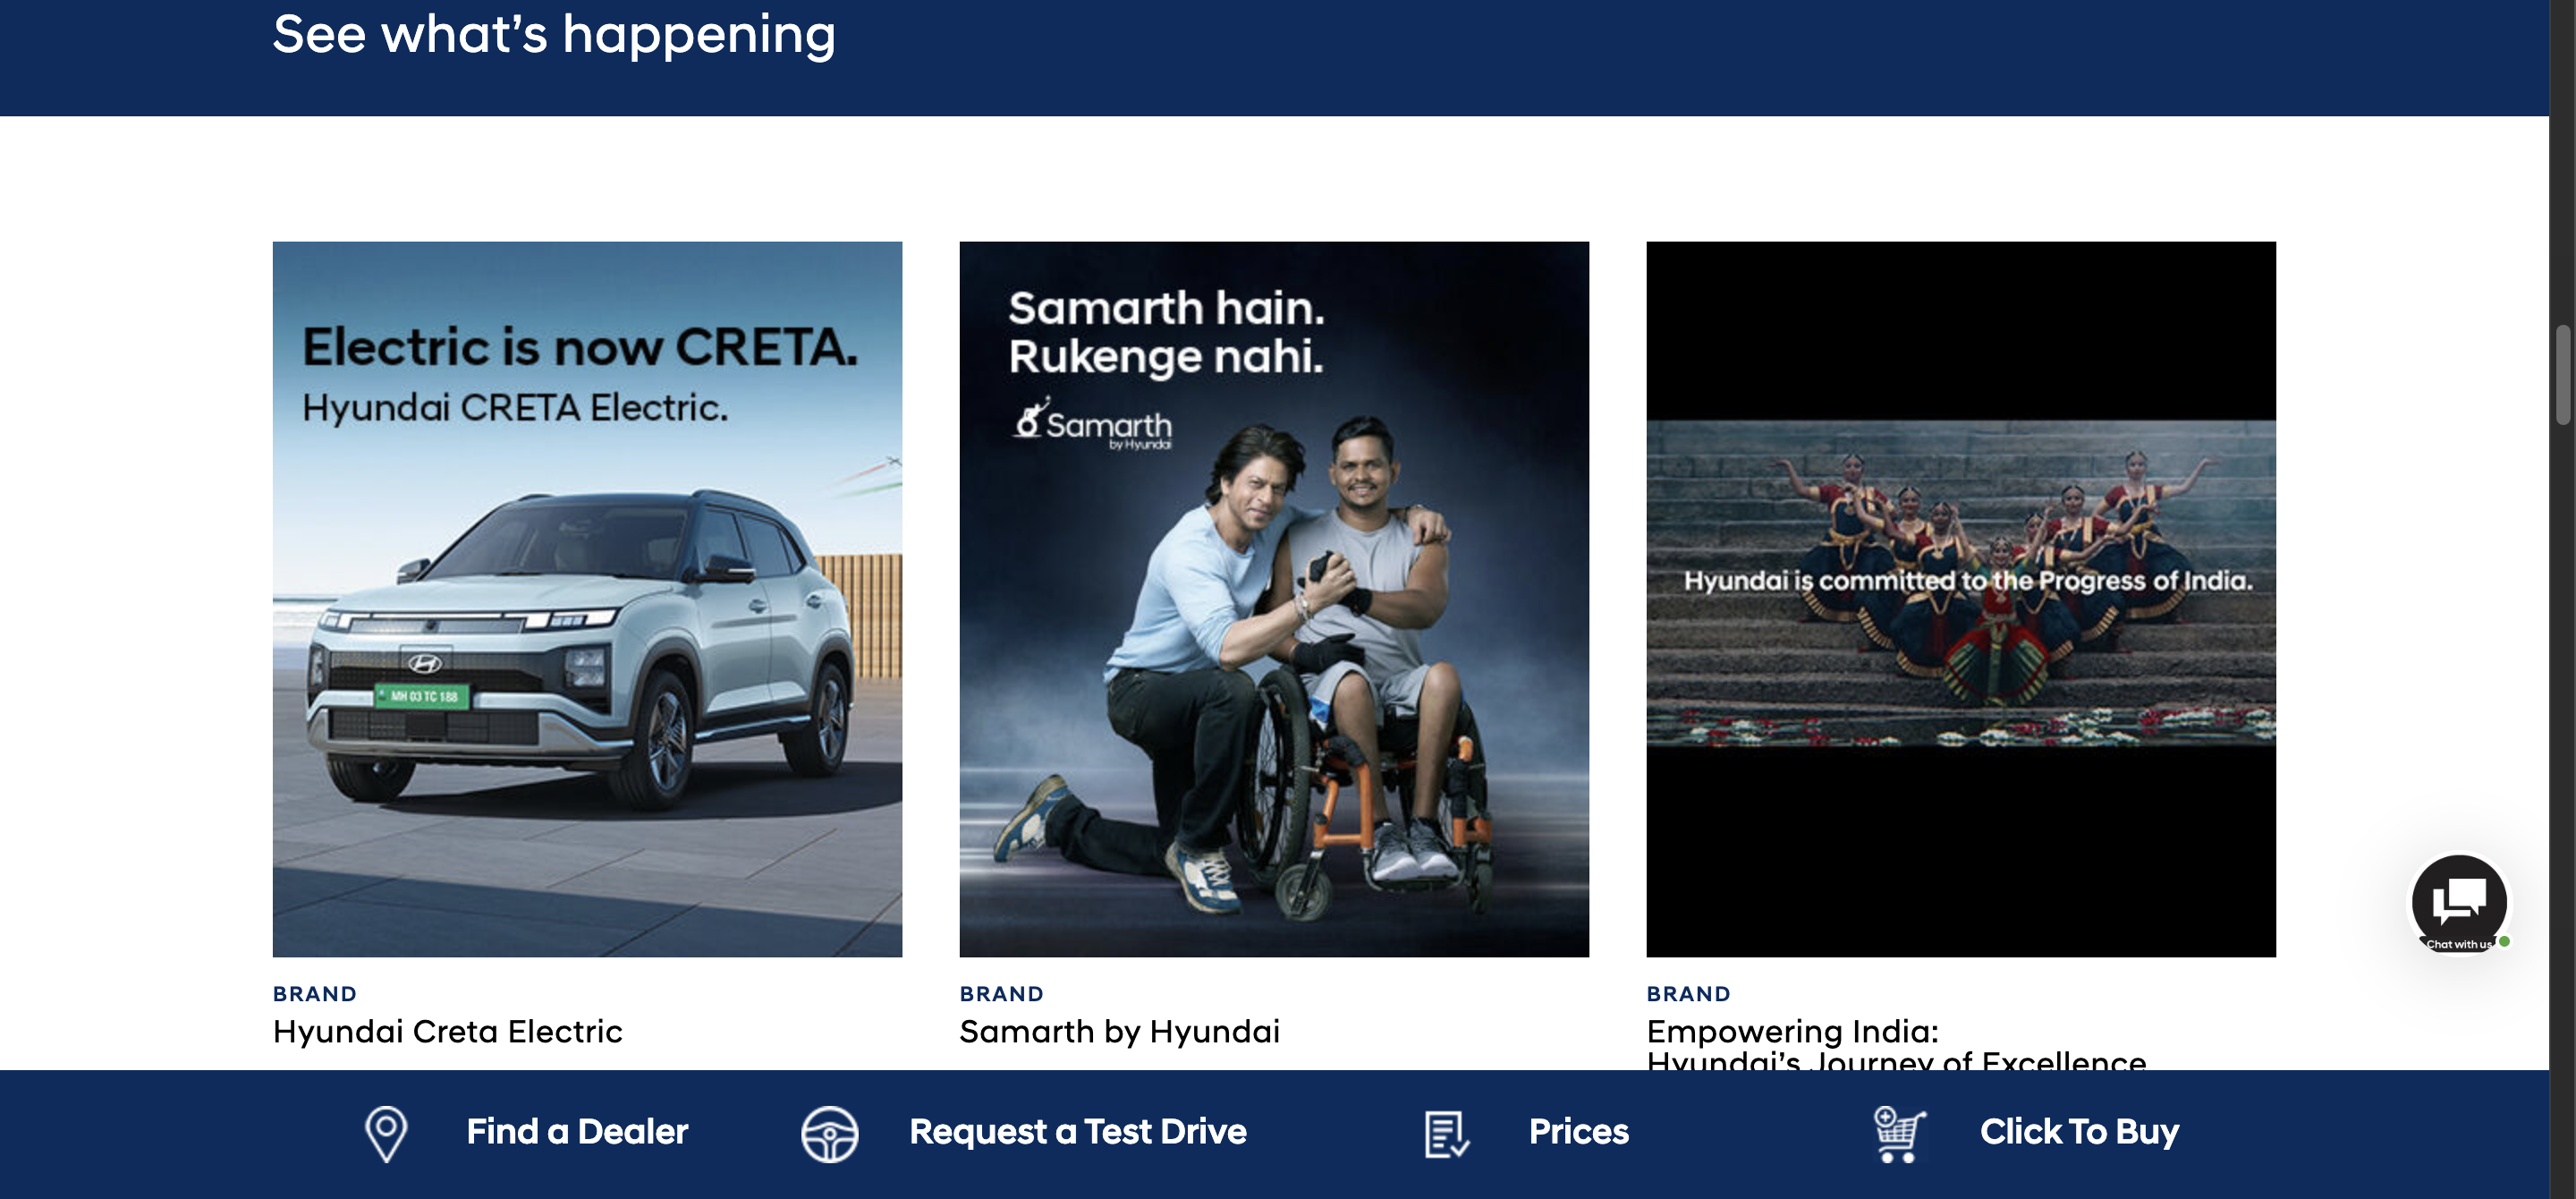 See what’s happening
Electric is now CRETA.
Hyundai CRETA Electric.
MH 03 TC 188
Samarth hain.
Rukenge nahi.
Samarth
by Hyundai
Hyundai is committed to the Progress of India.
BRAND
Hyundai Creta Electric
BRAND
Samarth by Hyundai
BRAND
Empowering India:
Hyundai’s Journey of Excellence
Chat with us
Find a Dealer
Request a Test Drive
Prices
Click To Buy